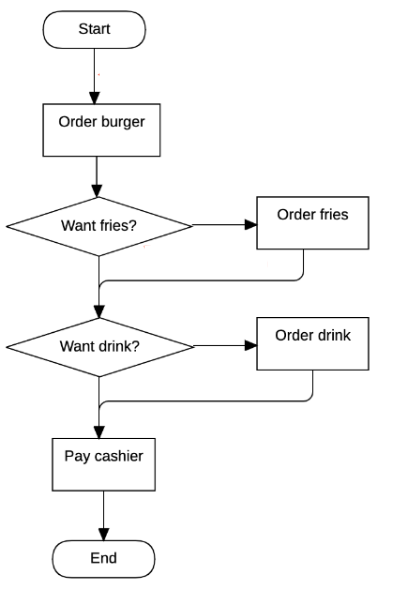 Start
Order burger
Want fries?
Order fries
Want drink?
Order drink
Pay cashier
End